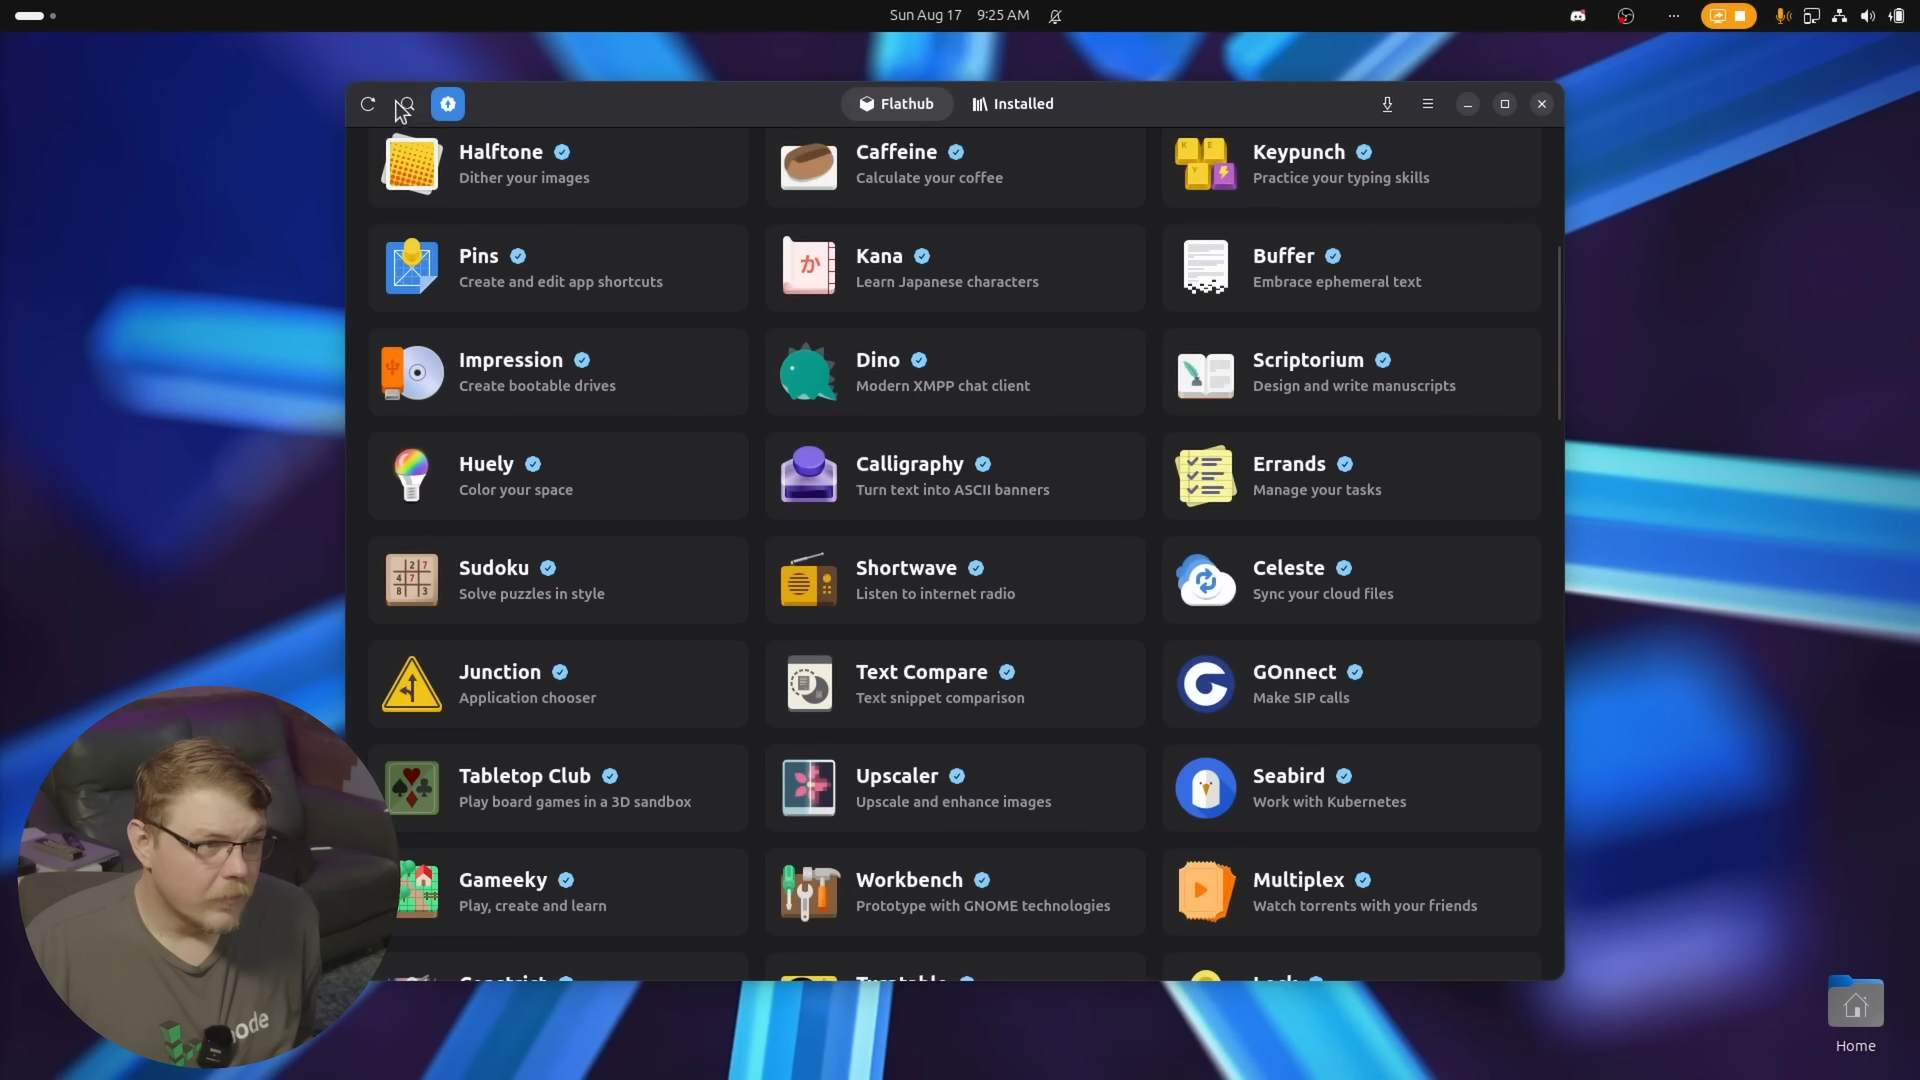 Sun Aug 17 9:25 AM
Flathub
Installed
Halftone
Dither your images
Caffeine
Calculate your coffee
Keypunch
Practice your typing skills
Pins
Create and edit app shortcuts
Kana
Learn Japanese characters
Buffer
Embrace ephemeral text
Impression
Create bootable drives
Dino
Modern XMPP chat client
Scriptorium
Design and write manuscripts
Huely
Color your space
Calligraphy
Turn text into ASCII banners
Errands
Manage your tasks
Sudoku
Solve puzzles in style
Shortwave
Listen to internet radio
Celeste
Sync your cloud files
Junction
Application chooser
Text Compare
Text snippet comparison
GOnnect
Make SIP calls
Tabletop Club
Play board games in a 3D sandbox
Upscaler
Upscale and enhance images
Seabird
Work with Kubernetes
Gameeky
Play, create and learn
Workbench
Prototype with GNOME technologies
Multiplex
Watch torrents with your friends
Home